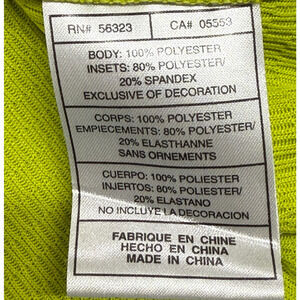 RN# 56323 CA# 05553
BODY: 100% POLYESTER
INSETS: 80% POLYESTER/
20% SPANDEX
EXCLUSIVE OF DECORATION
CORPS: 100% POLYESTER
EMPIECEMENTS: 80% POLYESTER/
20% ELASTHANNE
SANS ORNEMENTS
CUERPO: 100% POLIESTER
INJERTOS: 80% POLIESTER/
20% ELASTANO
NO INCLUYE LA DECORACION
FABRIQUE EN CHINE
HECHO EN CHINA
MADE IN CHINA